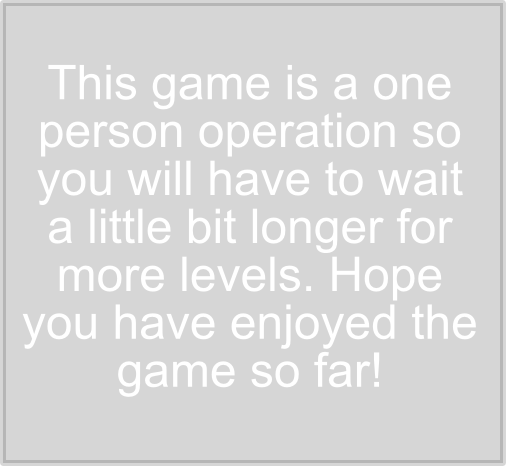 This game is a one
person operation so
you will have to wait
a little bit longer for
more levels. Hope
you have enjoyed the
game so far!